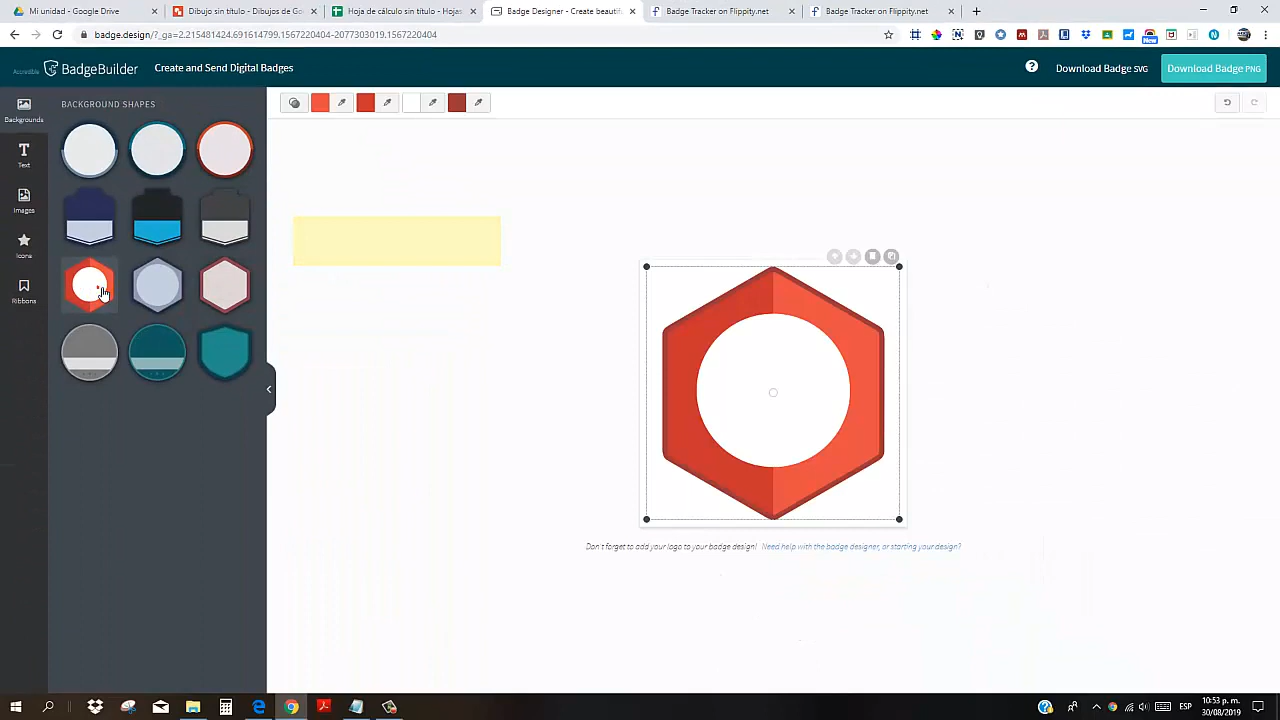 Mi unidad - Google Drive
Dibujo sin título - Dibujos de Go
Hoja de cálculo sin título - Hojas
Badge Designer - Create beautif
Badge Tracker on Flippity.net
Badge Tracker on Flippity.net
badge.design/?_ga=2.215481424.691614799.1567220404-2077303019.1567220404
New
Accredible
BadgeBuilder
Create and Send Digital Badges
Download Badge SVG
Download Badge PNG
Backgrounds
BACKGROUND SHAPES
Text
Images
Icons
Ribbons
Don't forget to add your logo to your badge design!
Need help with the badge designer, or starting your design?
ESP
10:53 p. m.
30/08/2019